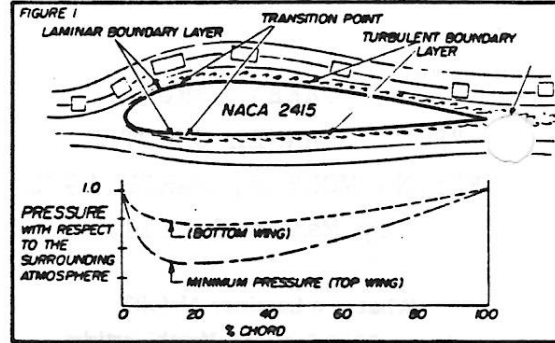 FIGURE 1
TRANSITION POINT
LAMINAR BOUNDARY LAYER
TURBULENT BOUNDARY
LAYER
NACA 2415
1.0
PRESSURE
WITH RESPECT
TO THE
SURROUNDING
ATMOSPHERE
(BOTTOM WING)
MINIMUM PRESSURE (TOP WING)
0
20
40
60
80
100
% CHORD